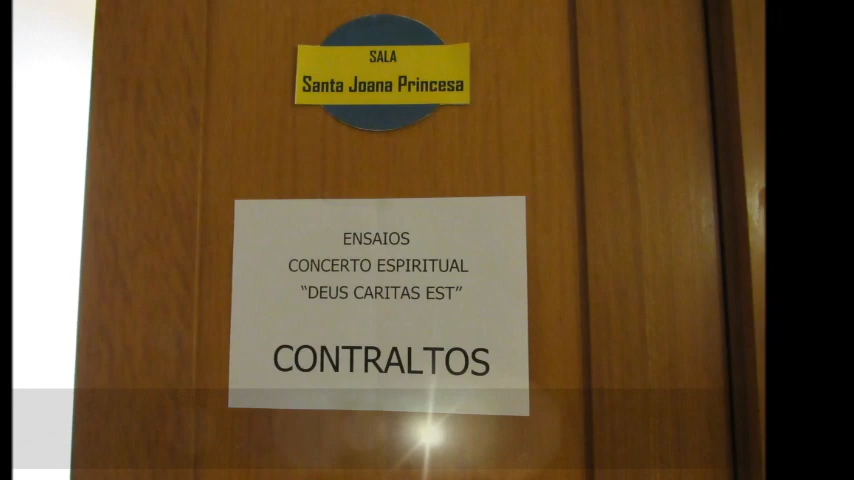 SALA
Santa Joana Princesa
ENSAIOS
CONCERTO ESPIRITUAL
“DEUS CARITAS EST”
CONTRALTOS